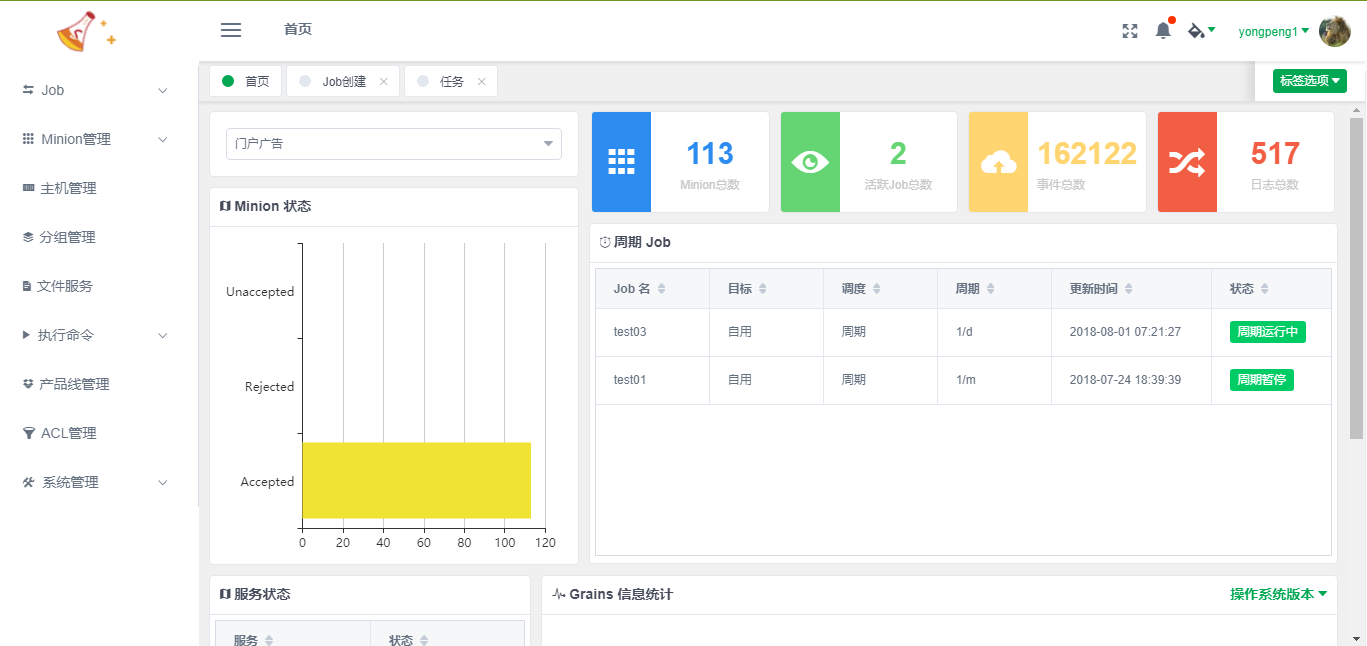 首页
yongpeng1
Job
Minion管理
主机管理
分组管理
文件服务
执行命令
产品线管理
ACL管理
系统管理
首页 Job创建 任务
标签选项
门户广告
113
Minion总数
2
活跃Job总数
162122
事件总数
517
日志总数
Minion 状态
Unaccepted
Rejected
Accepted
0 20 40 60 80 100 120
周期 Job
Job 名 目标 调度 周期 更新时间 状态
test03 自用 周期 1/d 2018-08-01 07:21:27 周期运行中
test01 自用 周期 1/m 2018-07-24 18:39:39 周期暂停
服务状态
服务 状态
Grains 信息统计
操作系统版本